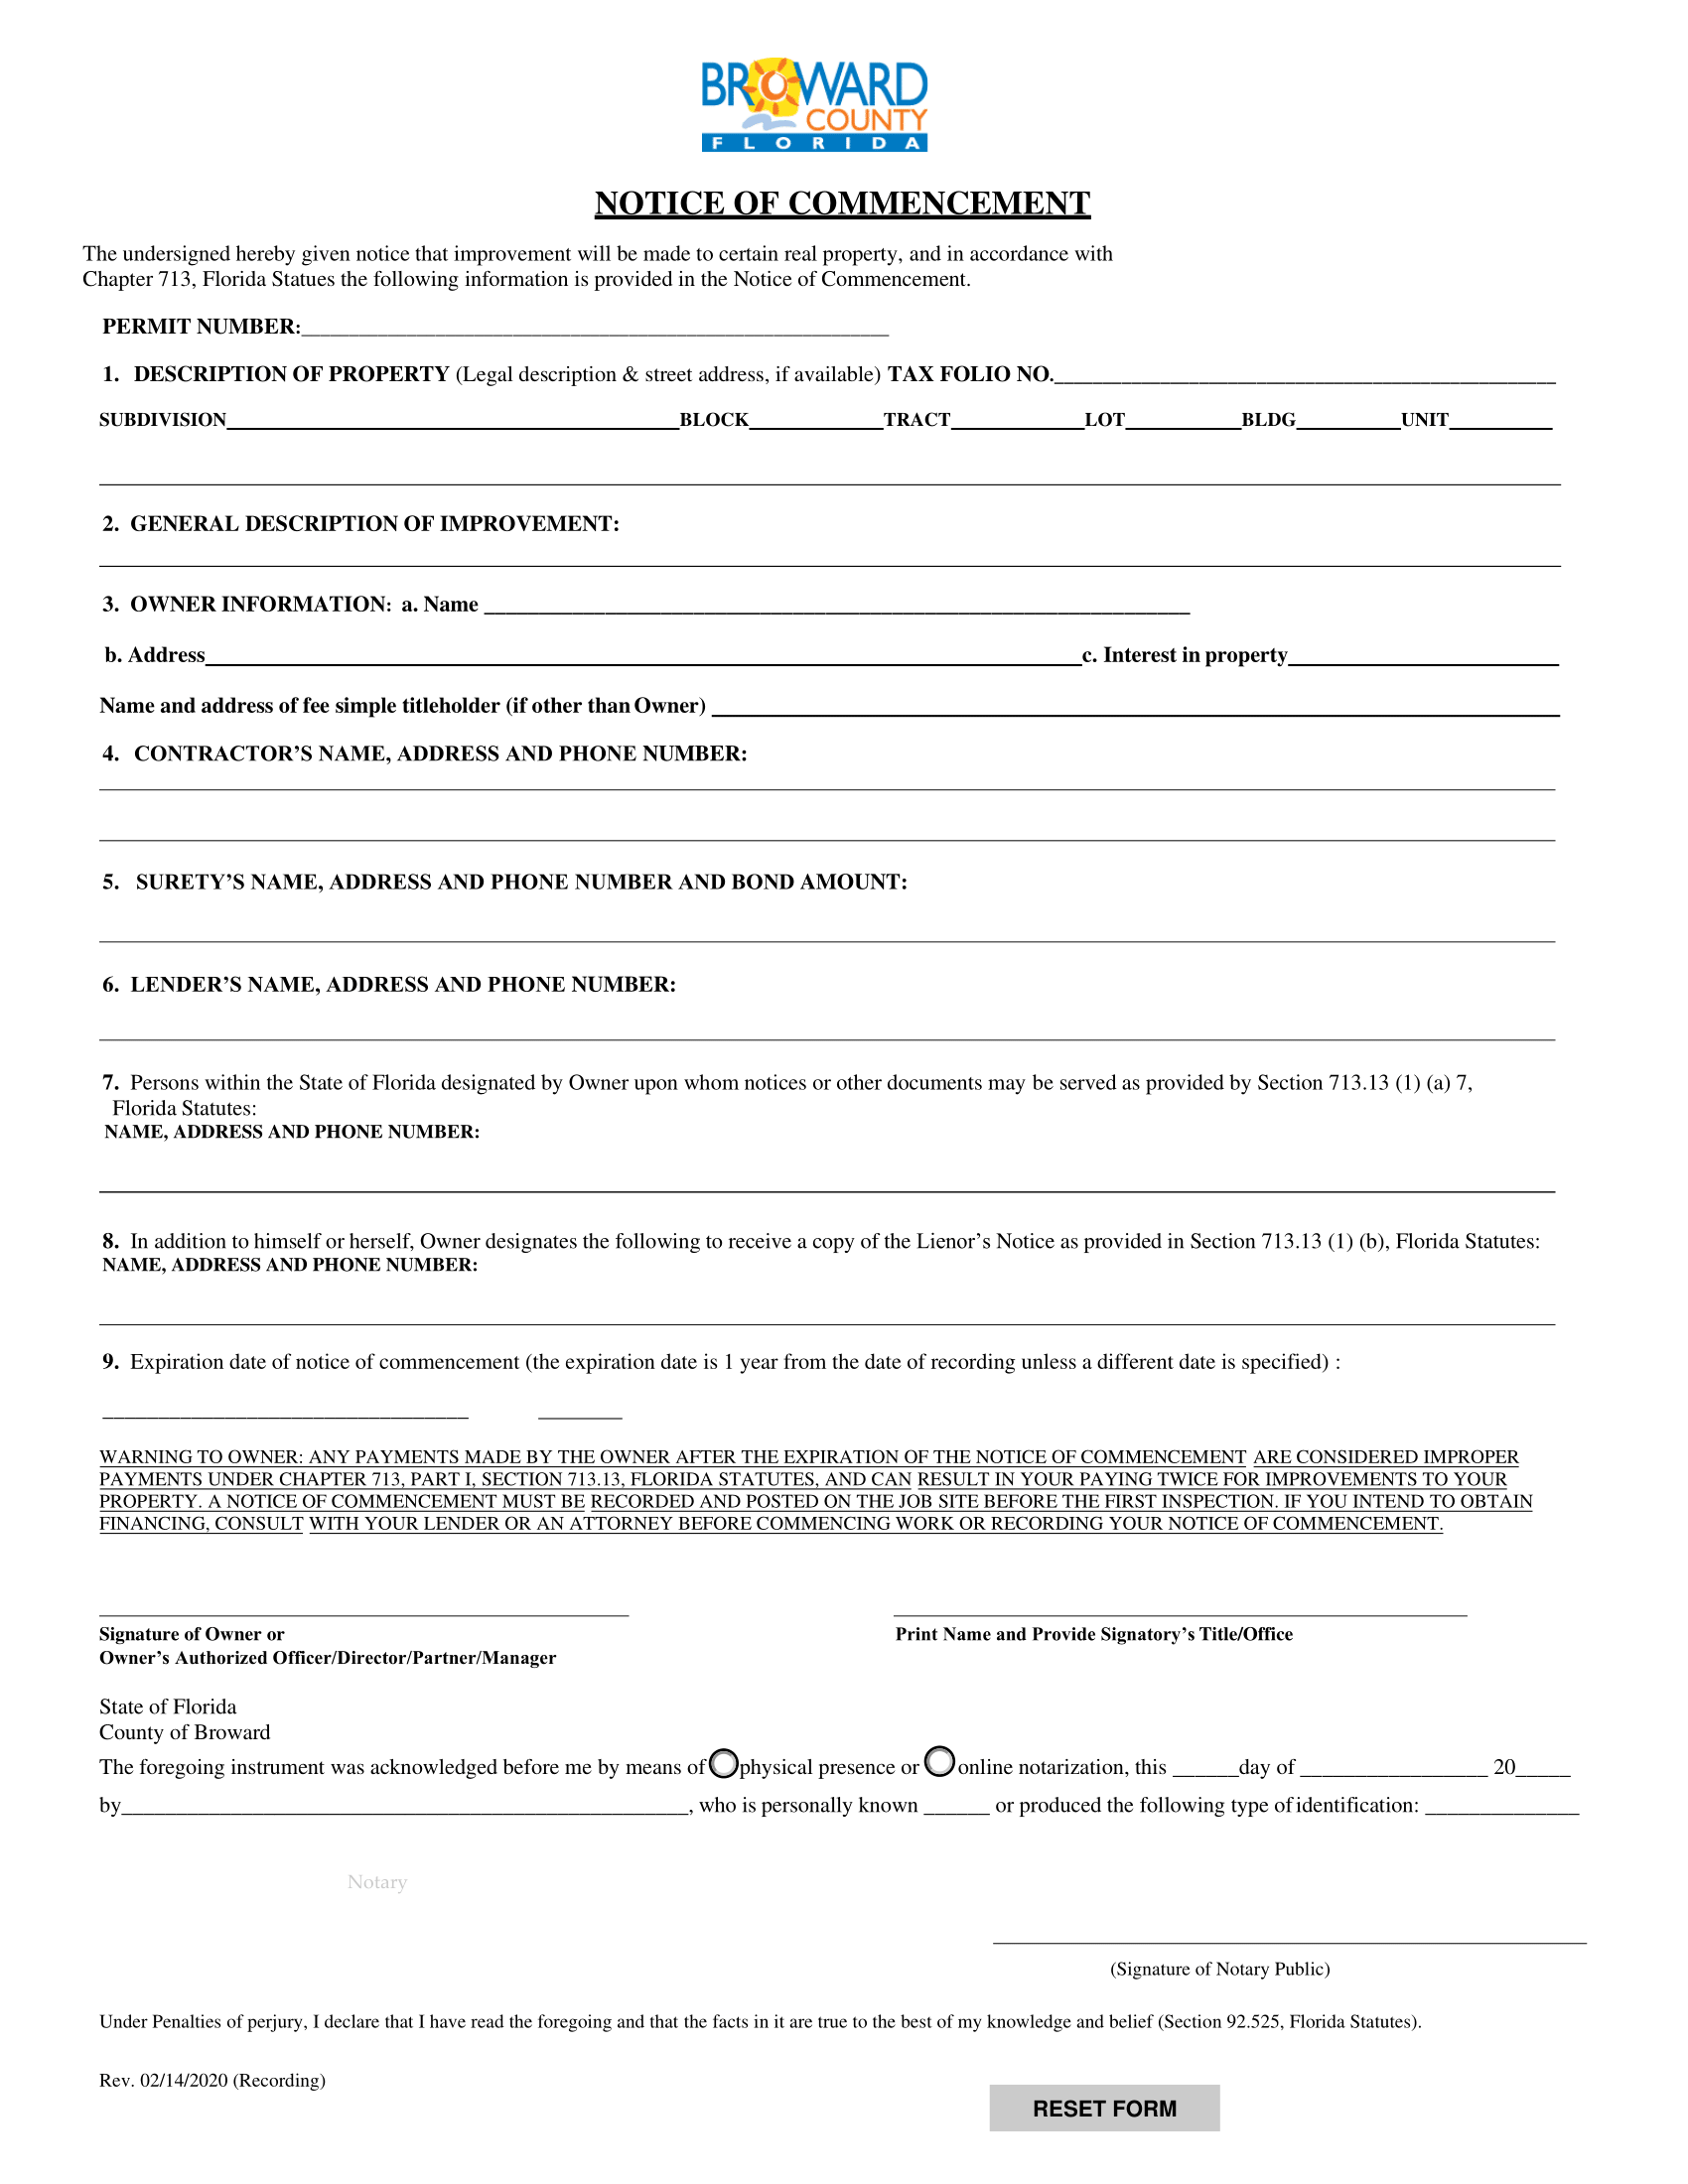 BROWARD
COUNTY
FLORIDA
NOTICE OF COMMENCEMENT
The undersigned hereby given notice that improvement will be made to certain real property, and in accordance with
Chapter 713, Florida Statues the following information is provided in the Notice of Commencement.
PERMIT NUMBER:
1. DESCRIPTION OF PROPERTY (Legal description & street address, if available) TAX FOLIO NO.
SUBDIVISION BLOCK TRACT LOT BLDG UNIT
2. GENERAL DESCRIPTION OF IMPROVEMENT:
3. OWNER INFORMATION: a. Name
b. Address c. Interest in property
Name and address of fee simple titleholder (if other than Owner)
4. CONTRACTOR'S NAME, ADDRESS AND PHONE NUMBER:
5. SURETY'S NAME, ADDRESS AND PHONE NUMBER AND BOND AMOUNT:
6. LENDER'S NAME, ADDRESS AND PHONE NUMBER:
7. Persons within the State of Florida designated by Owner upon whom notices or other documents may be served as provided by Section 713.13 (1) (a) 7,
Florida Statutes:
NAME, ADDRESS AND PHONE NUMBER:
8. In addition to himself or herself, Owner designates the following to receive a copy of the Lienor's Notice as provided in Section 713.13 (1) (b), Florida Statutes:
NAME, ADDRESS AND PHONE NUMBER:
9. Expiration date of notice of commencement (the expiration date is 1 year from the date of recording unless a different date is specified) :
WARNING TO OWNER: ANY PAYMENTS MADE BY THE OWNER AFTER THE EXPIRATION OF THE NOTICE OF COMMENCEMENT ARE CONSIDERED IMPROPER
PAYMENTS UNDER CHAPTER 713, PART I, SECTION 713.13, FLORIDA STATUTES, AND CAN RESULT IN YOUR PAYING TWICE FOR IMPROVEMENTS TO YOUR
PROPERTY. A NOTICE OF COMMENCEMENT MUST BE RECORDED AND POSTED ON THE JOB SITE BEFORE THE FIRST INSPECTION. IF YOU INTEND TO OBTAIN
FINANCING, CONSULT WITH YOUR LENDER OR AN ATTORNEY BEFORE COMMENCING WORK OR RECORDING YOUR NOTICE OF COMMENCEMENT.
Signature of Owner or Print Name and Provide Signatory's Title/Office
Owner's Authorized Officer/Director/Partner/Manager
State of Florida
County of Broward
The foregoing instrument was acknowledged before me by means of physical presence or online notarization, this ______day of _________________ 20_____
by____________________, who is personally known ______ or produced the following type of identification: ______________
Notary
(Signature of Notary Public)
Under Penalties of perjury, I declare that I have read the foregoing and that the facts in it are true to the best of my knowledge and belief (Section 92.525, Florida Statutes).
Rev. 02/14/2020 (Recording)
RESET FORM